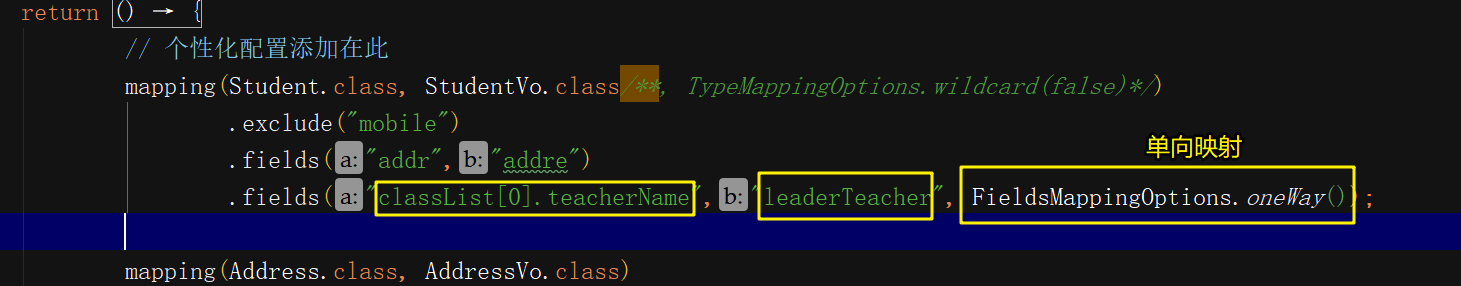 return () → {
// 个性化配置添加在此
mapping(Student.class, StudentVo.class/**, TypeMappingOptions.wildcard(false)*/)
.exclude("mobile")
.fields( a: "addr", b: "addre")
单向映射
.fields( a: "classList[0].teacherName", b: "leaderTeacher", FieldsMappingOptions.oneWay());
mapping(Address.class, AddressVo.class)